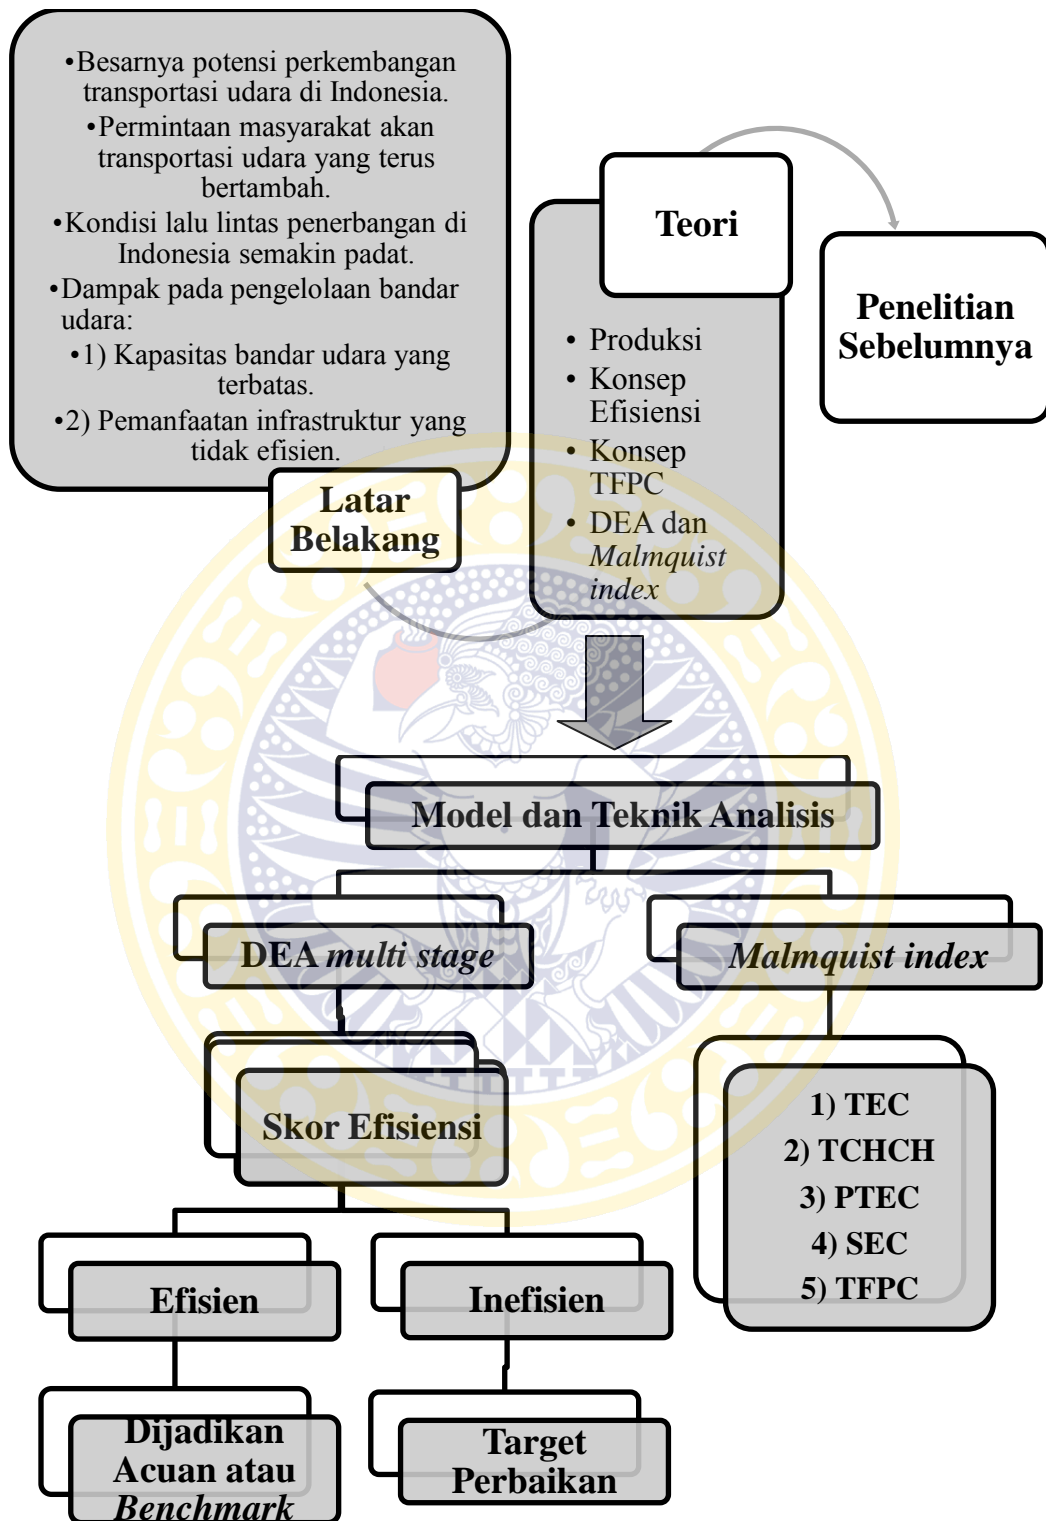 •Besarnya potensi perkembangan
transportasi udara di Indonesia.
•Permintaan masyarakat akan
transportasi udara yang terus
bertambah.
•Kondisi lalu lintas penerbangan di
Indonesia semakin padat.
•Dampak pada pengelolaan bandar
udara:
•1) Kapasitas bandar udara yang
terbatas.
•2) Pemanfaatan infrastruktur yang
tidak efisien.
Latar
Belakang
Teori
• Produksi
• Konsep
Efisiensi
• Konsep
TFPC
• DEA dan
Malmquist
index
Penelitian
Sebelumnya
Model dan Teknik Analisis
DEA multi stage
Malmquist index
Skor Efisiensi
1) TEC
2) TCHCH
3) PTEC
4) SEC
5) TFPC
Efisien
Inefisien
Dijadikan
Acuan atau
Benchmark
Target
Perbaikan